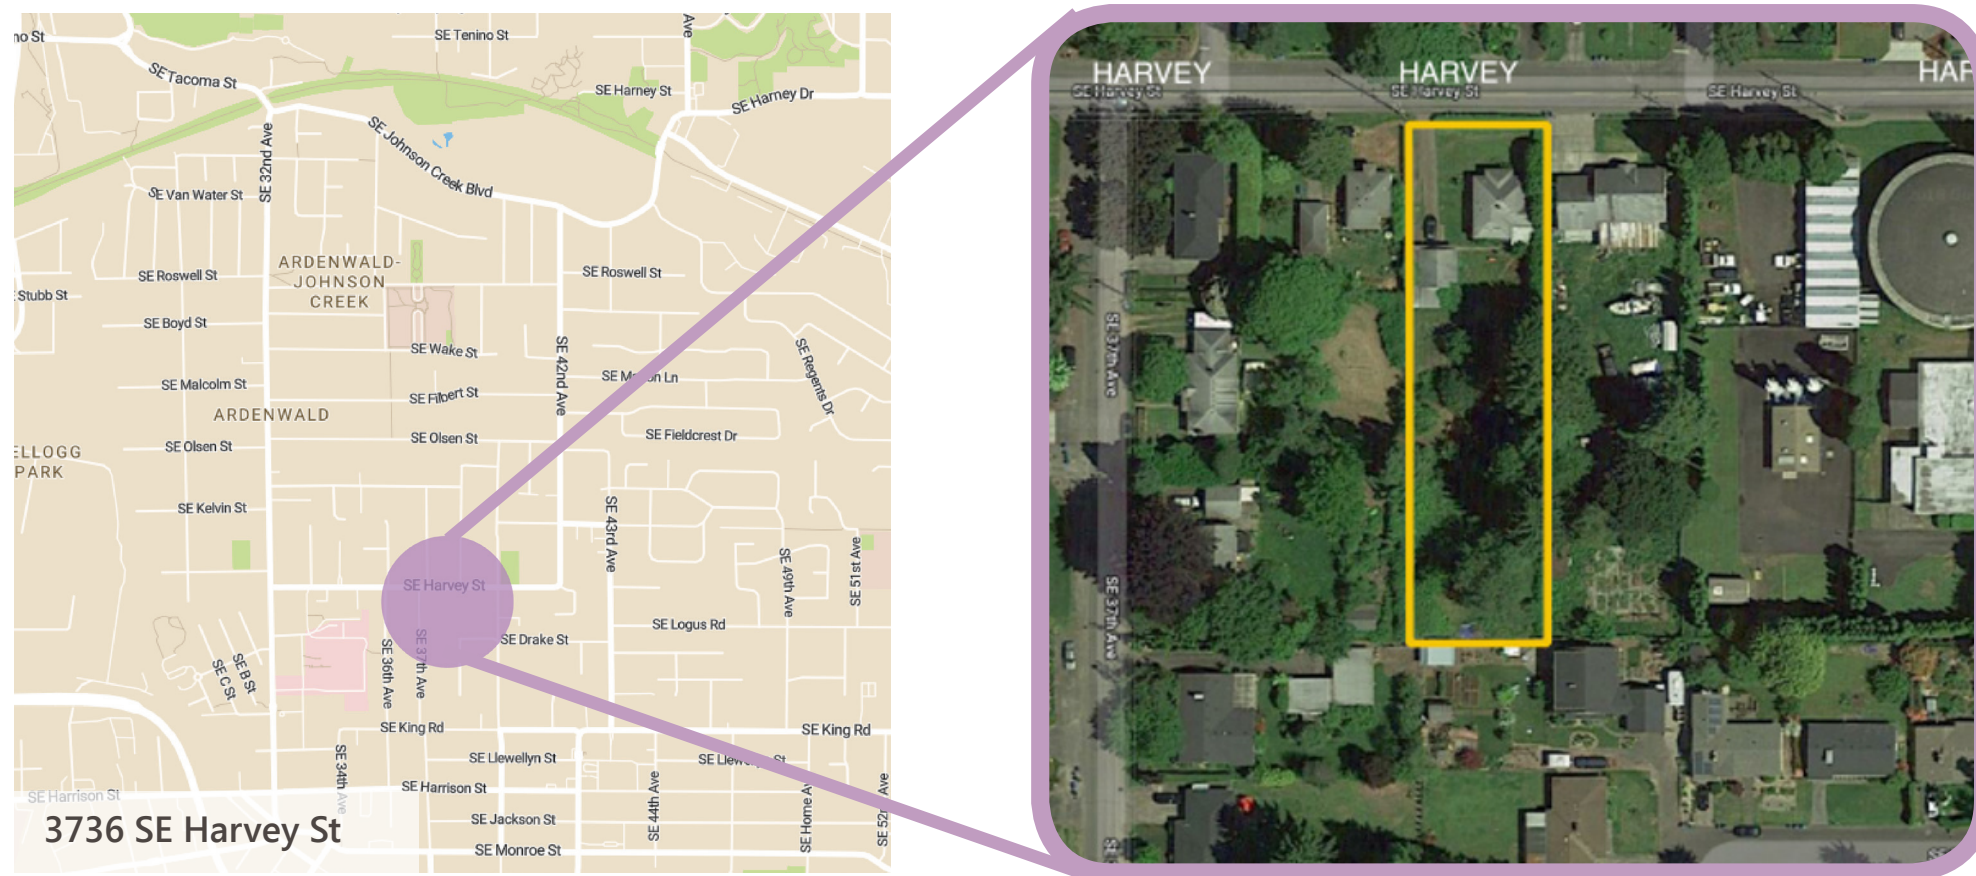 no St
SE Tenino St
Ave
SE Tacoma St
SE Harney St
SE Harney Dr
SE Johnson Creek Blvd
SE 32nd Ave
SE Van Water St
ARDENWALD-
JOHNSON
CREEK
SE Roswell St
SE Roswell St
Stubb St
SE Boyd St
SE Wake St
SE 42nd Ave
SE Regents Dr
SE Malcolm St
SE Filbert St
ARDENWALD
SE Olsen St
SE Fieldcrest Dr
SE Olsen St
ELLOGG
PARK
SE Kelvin St
SE 43rd Ave
SE 49th Ave
SE 51st Ave
SE Harvey St
SE Drake St
SE Logus Rd
SE 36th Ave
SE 37th Ave
SE B St
SE C St
SE King Rd
SE King Rd
SE 34th Ave
SE Llewellyn St
SE Harrison St
SE Harrison St
SE 44th Ave
SE Home Av
SE 52nd Ave
SE Jackson St
SE Monroe St
3736 SE Harvey St
HARVEY
HARVEY
HAR
SE Harvey St
SE Harvey St
SE Harvey St
SE 37th Ave
SE 37th Ave